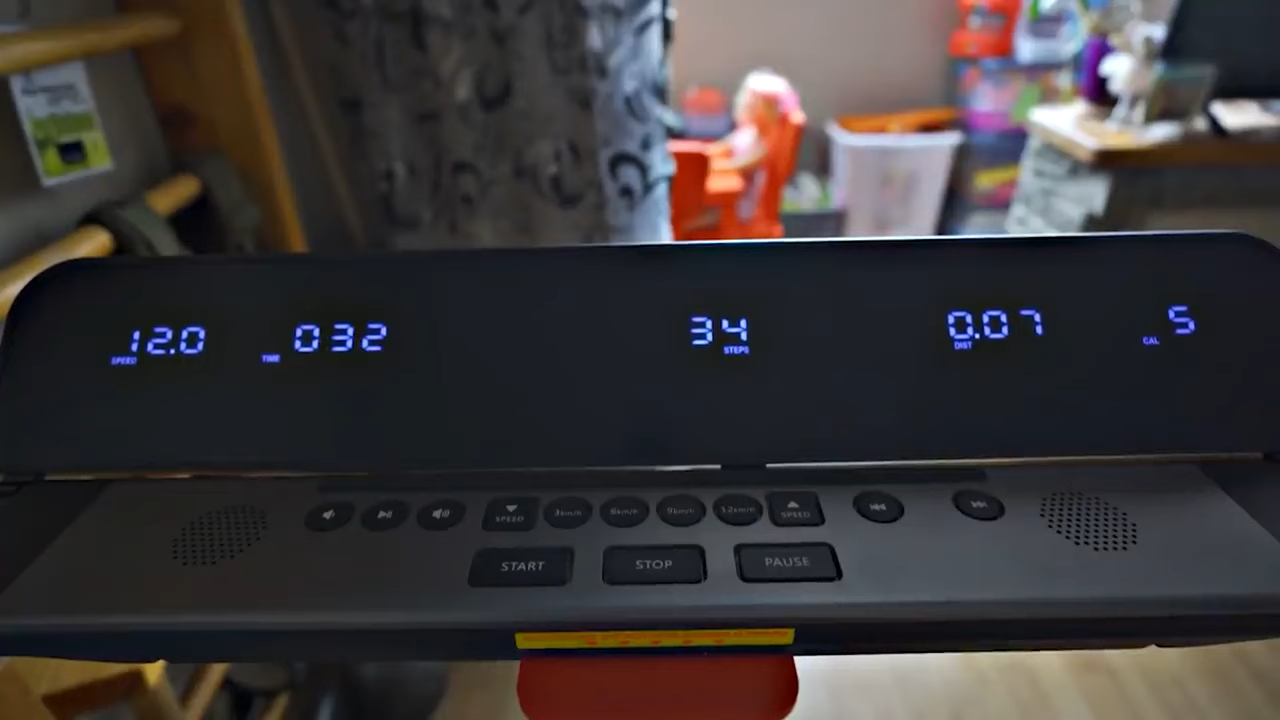 12.0 032 34 0.07 5
SPEED TIME STEPS DIST CAL
SPEED 3km/h 6km/h 9km/h 12km/h SPEED
START STOP PAUSE